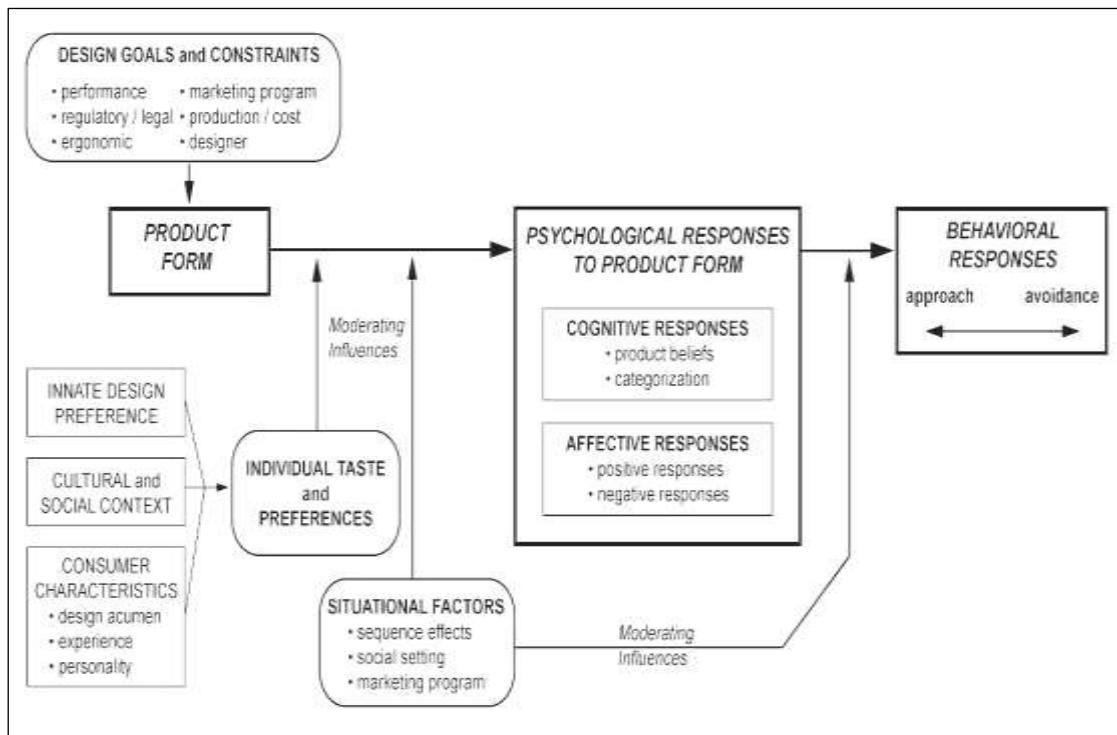 DESIGN GOALS and CONSTRAINTS
• performance • marketing program
• regulatory / legal • production / cost
• ergonomic • designer
PRODUCT
FORM
PSYCHOLOGICAL RESPONSES
TO PRODUCT FORM
BEHAVIORAL
RESPONSES
approach avoidance
Moderating
Influences
COGNITIVE RESPONSES
• product beliefs
• categorization
AFFECTIVE RESPONSES
• positive responses
• negative responses
INNATE DESIGN
PREFERENCE
CULTURAL and
SOCIAL CONTEXT
CONSUMER
CHARACTERISTICS
• design acumen
• experience
• personality
INDIVIDUAL TASTE
and
PREFERENCES
SITUATIONAL FACTORS
• sequence effects
• social setting
• marketing program
Moderating
Influences